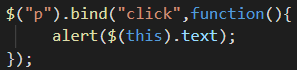 $("p").bind("click",function(){
    alert($(this).text);
});